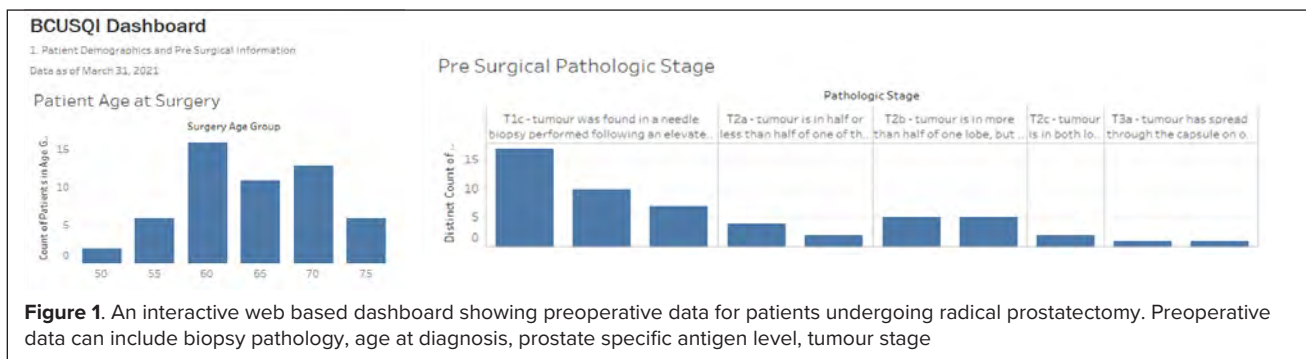 BCUSQI Dashboard
1. Patient Demographics and Pre Surgical Information
Data as of March 31, 2021
Patient Age at Surgery
Surgery Age Group
Count of Patients in Age G..
15
10
5
0
50 55 60 65 70 75
Pre Surgical Pathologic Stage
Pathologic Stage
T1c - tumour was found in a needle biopsy performed following an elevate..
T2a - tumour is in half or less than half of one of th..
T2b - tumour is in more than half of one lobe, but ..
T2c - tumour is in both lo..
T3a - tumour has spread through the capsule on o..
Distinct Count of ..
15
10
5
0
Figure 1. An interactive web based dashboard showing preoperative data for patients undergoing radical prostatectomy. Preoperative
data can include biopsy pathology, age at diagnosis, prostate specific antigen level, tumour stage